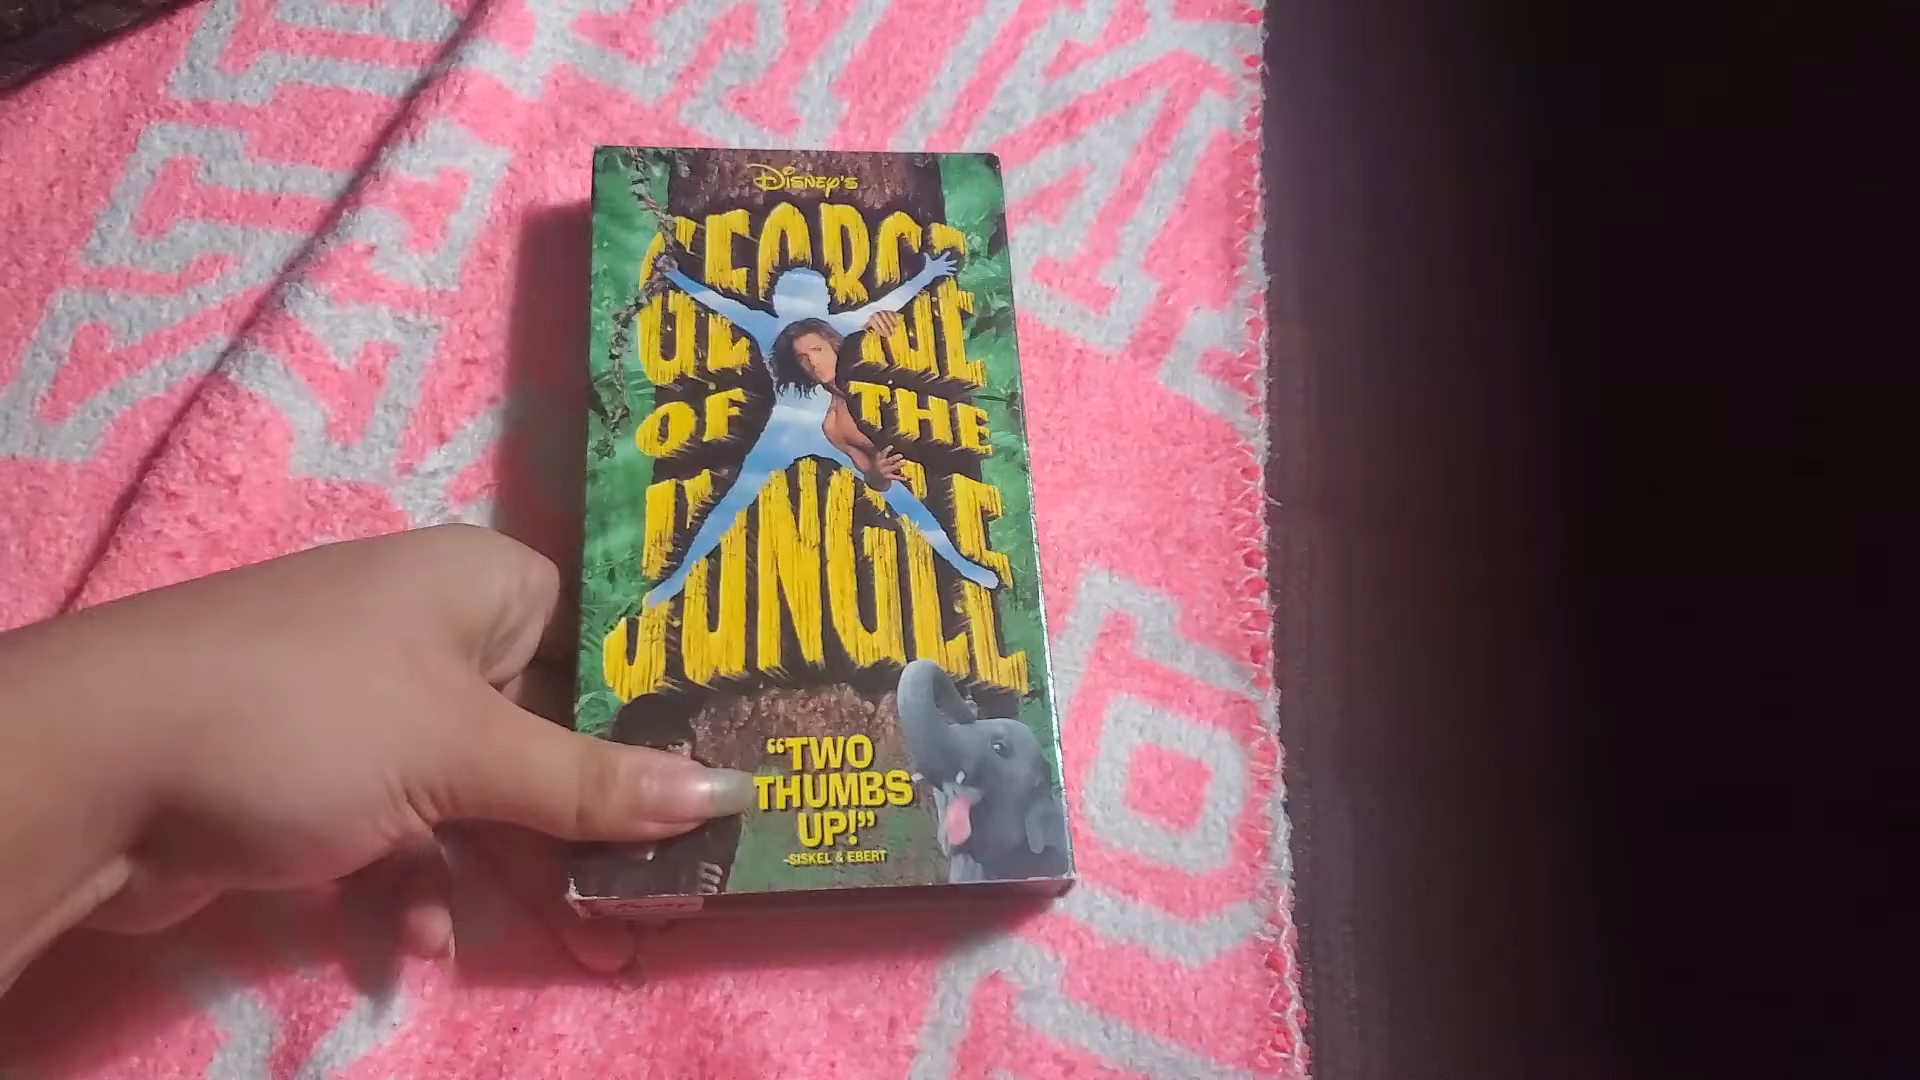 Disney's
GEORGE
OF THE
JUNGLE
"TWO
THUMBS
UP!"
-SISKEL & EBERT